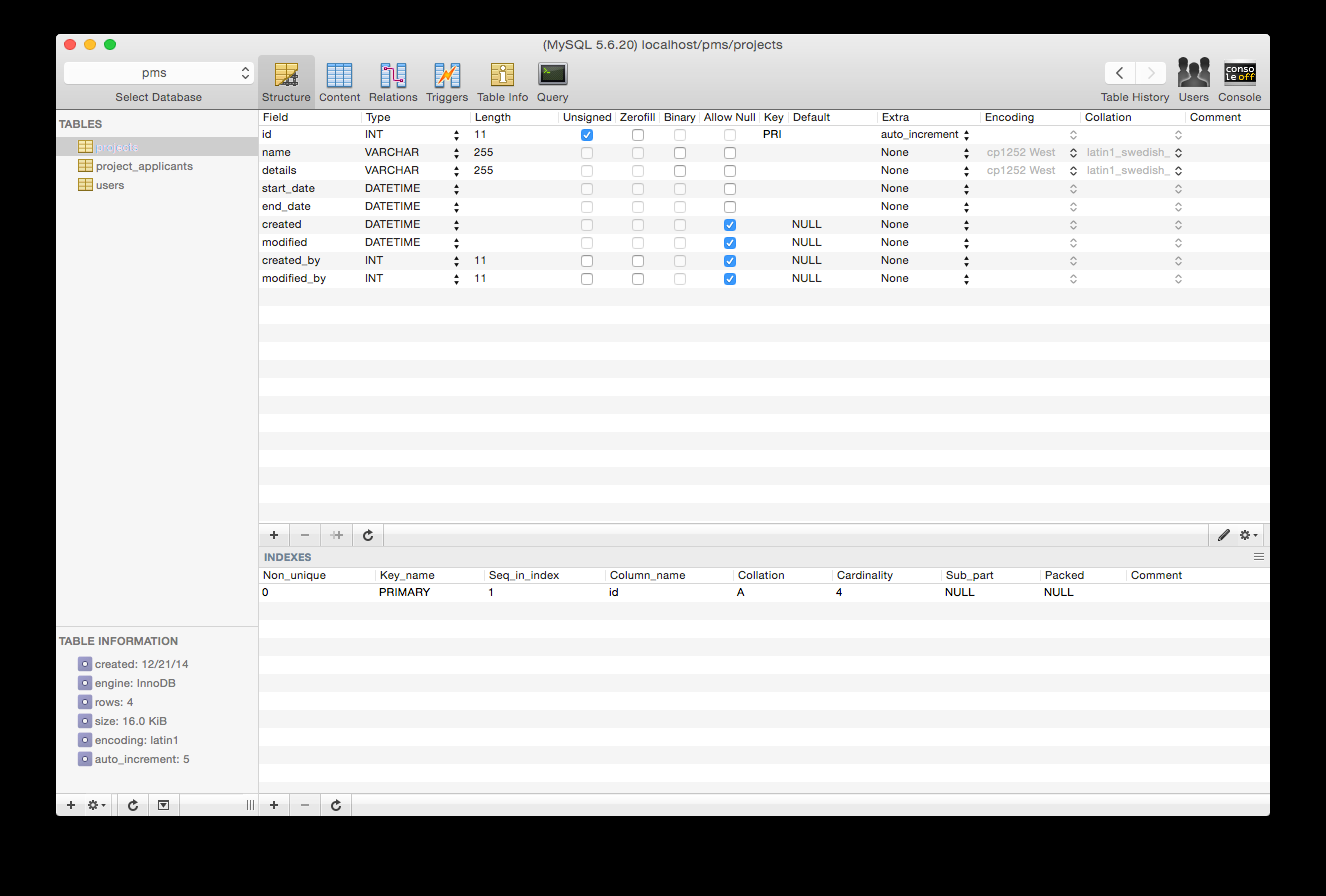 (MySQL 5.6.20) localhost/pms/projects
pms
Select Database
Structure Content Relations Triggers Table Info Query
conso
le off
Table History Users Console
TABLES
projects
project_applicants
users
Field Type Length Unsigned Zerofill Binary Allow Null Key Default Extra Encoding Collation Comment
id INT 11 PRI auto_increment
name VARCHAR 255 None cp1252 West latin1_swedish_
details VARCHAR 255 None cp1252 West latin1_swedish_
start_date DATETIME None
end_date DATETIME None
created DATETIME NULL None
modified DATETIME NULL None
created_by INT 11 NULL None
modified_by INT 11 NULL None
INDEXES
Non_unique Key_name Seq_in_index Column_name Collation Cardinality Sub_part Packed Comment
0 PRIMARY 1 id A 4 NULL NULL
TABLE INFORMATION
created: 12/21/14
engine: InnoDB
rows: 4
size: 16.0 KiB
encoding: latin1
auto_increment: 5